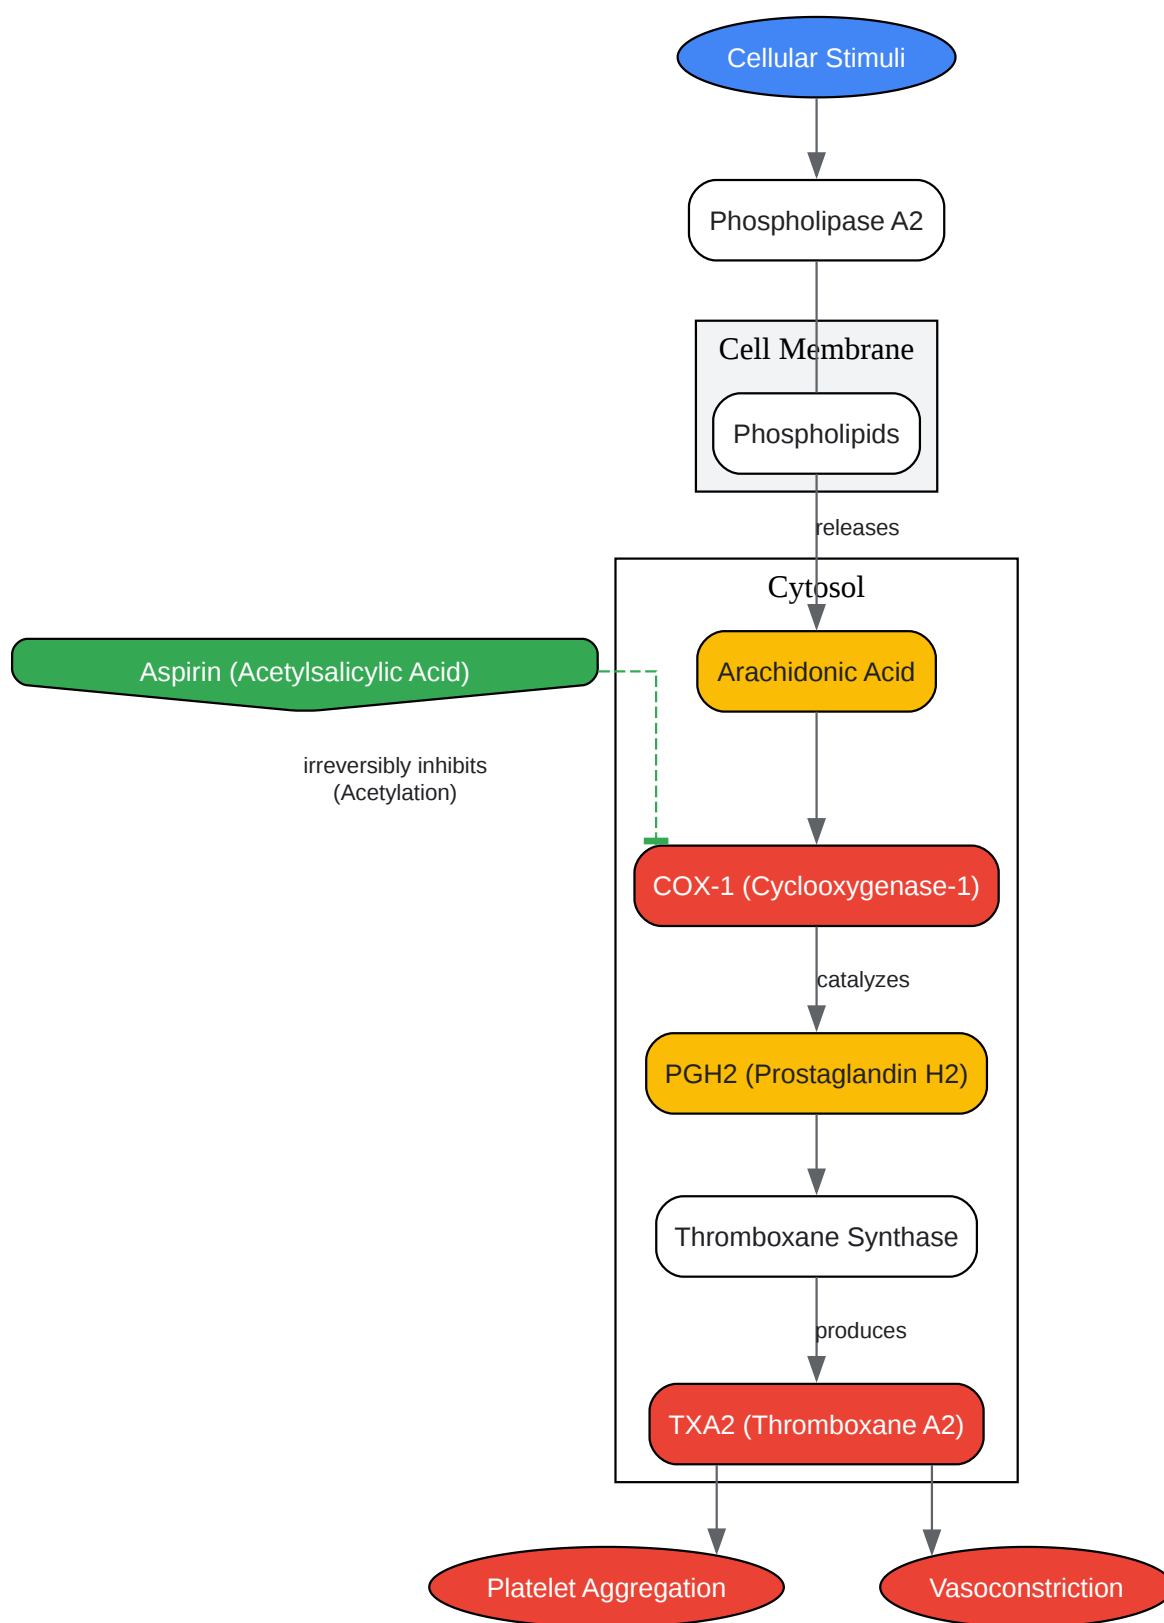 Cellular Stimuli
Phospholipase A2
Cell Membrane
Phospholipids
releases
Cytosol
Aspirin (Acetylsalicylic Acid)
Arachidonic Acid
irreversibly inhibits
(Acetylation)
COX-1 (Cyclooxygenase-1)
catalyzes
PGH2 (Prostaglandin H2)
Thromboxane Synthase
produces
TXA2 (Thromboxane A2)
Platelet Aggregation
Vasoconstriction